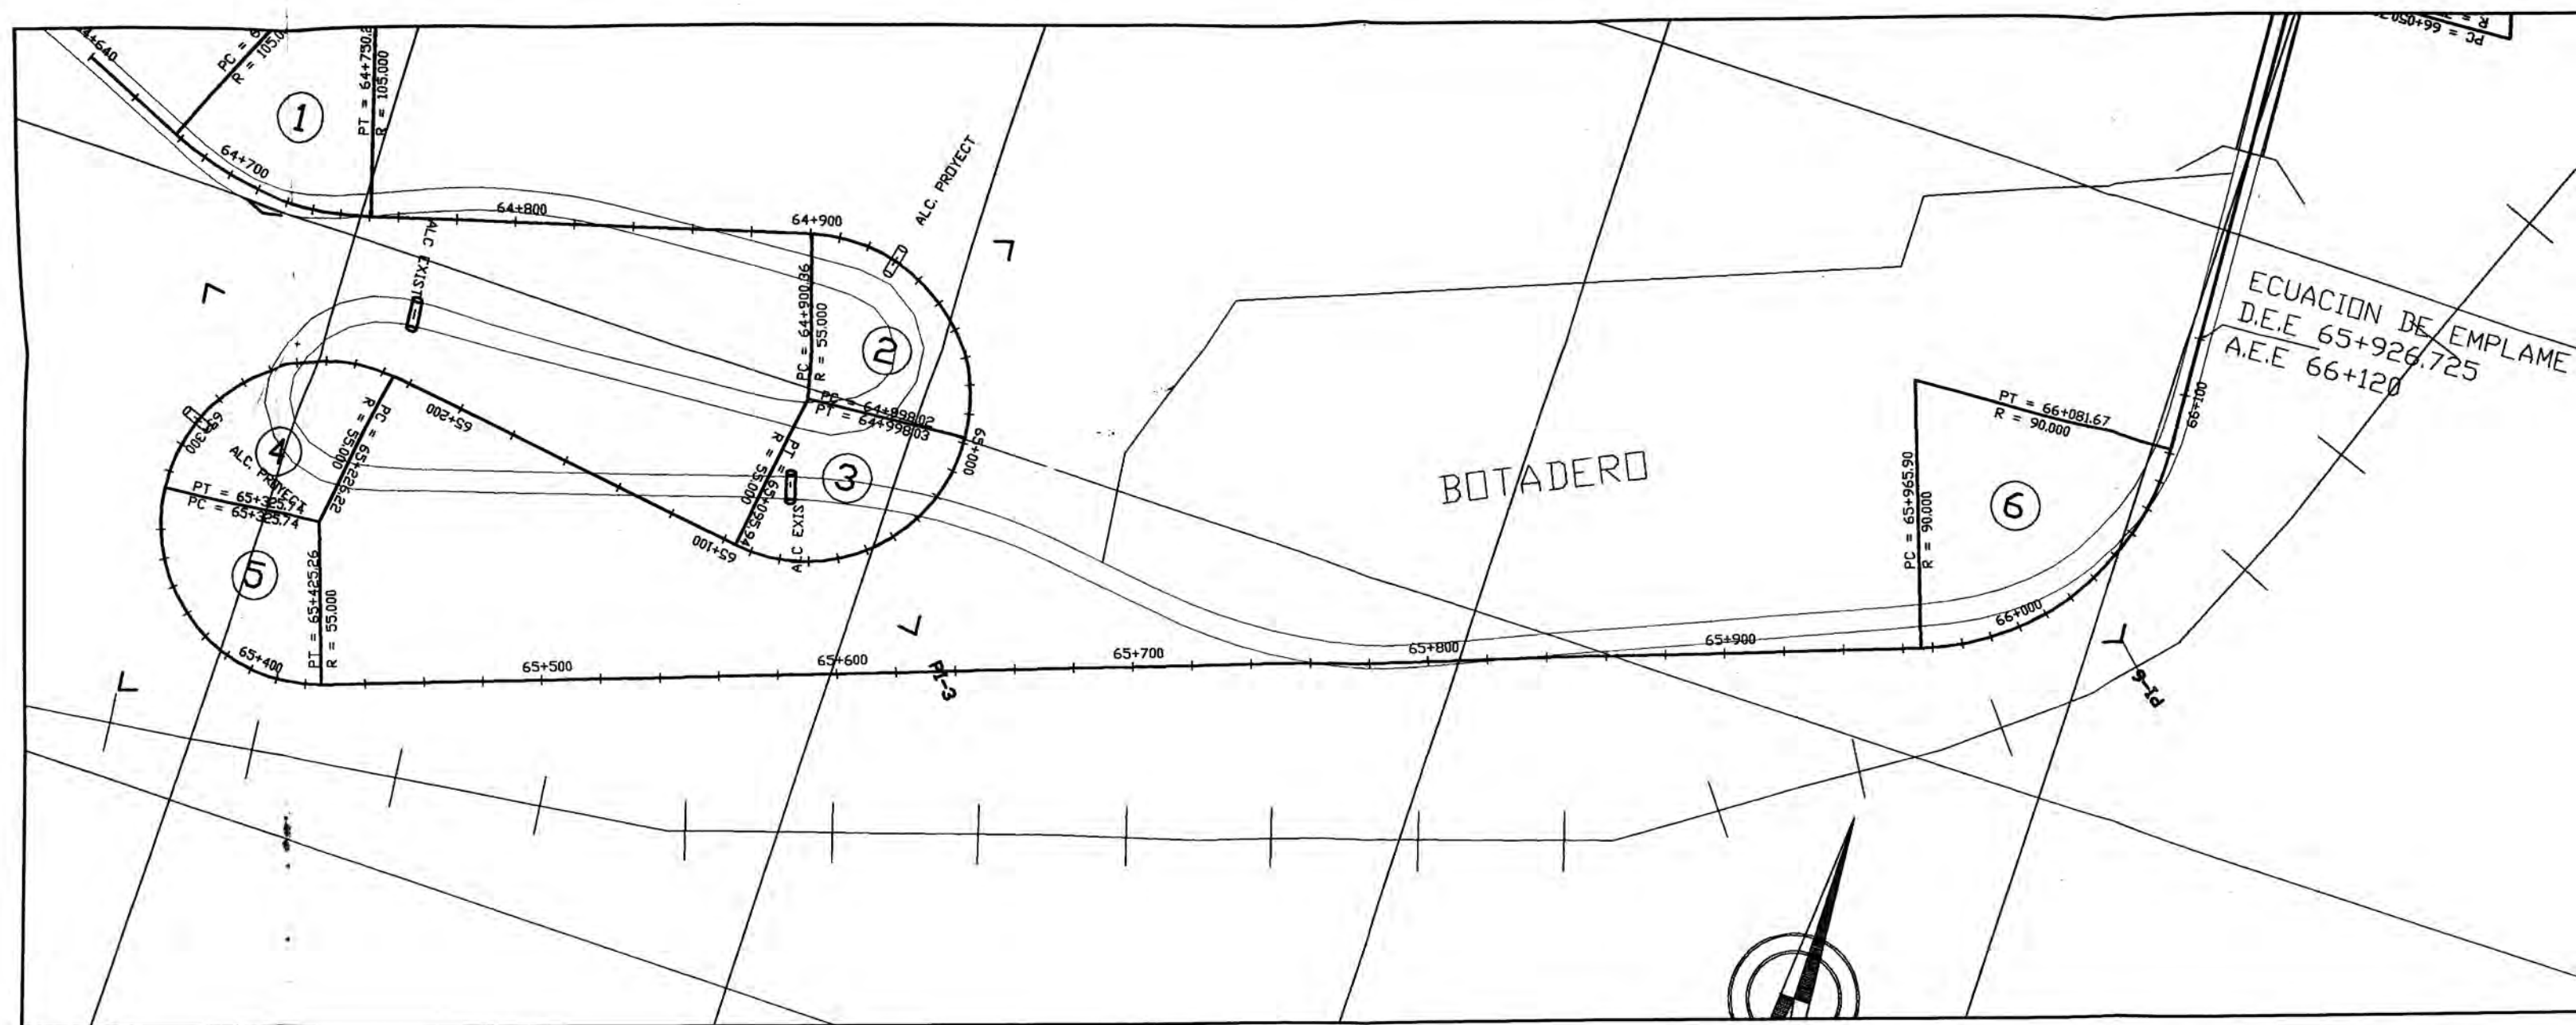 4+640
R = 105.0
1
PT = 64+750.
R = 105.000
64+700
64+800
64+900
ALC. PROYECT
ALC EXIST
PC = 64+900.36
R = 55.000
2
PC = 64+998.02
PT = 64+998.03
65+000
PT = 65+095.94
R = 55.000
3
ALC EXIS
65+100
65+200
PC = 65+226.22
R = 55.000
4
65+300
ALC. PROYECT
PT = 65+325.74
PC = 65+325.74
5
PT = 65+425.26
R = 55.000
65+400
65+500
65+600
PI-3
65+700
65+800
65+900
BOTADERO
PC = 65+965.90
R = 90.000
6
PT = 66+081.67
R = 90.000
66+000
66+100
PI-6
ECUACION DE EMPLAME
D.E.E 65+926.725
A.E.E 66+120
PC = 66+050